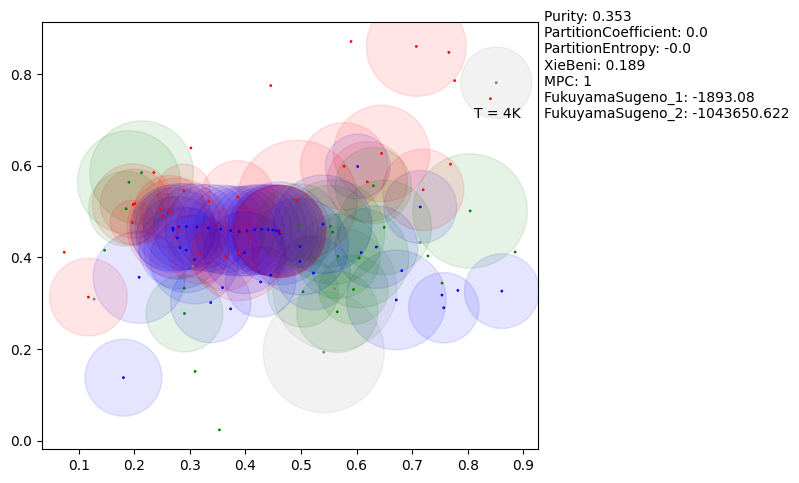 Purity: 0.353
PartitionCoefficient: 0.0
PartitionEntropy: -0.0
XieBeni: 0.189
MPC: 1
FukuyamaSugeno_1: -1893.08
FukuyamaSugeno_2: -1043650.622
T = 4K
0.8
0.6
0.4
0.2
0.0
0.1 0.2 0.3 0.4 0.5 0.6 0.7 0.8 0.9